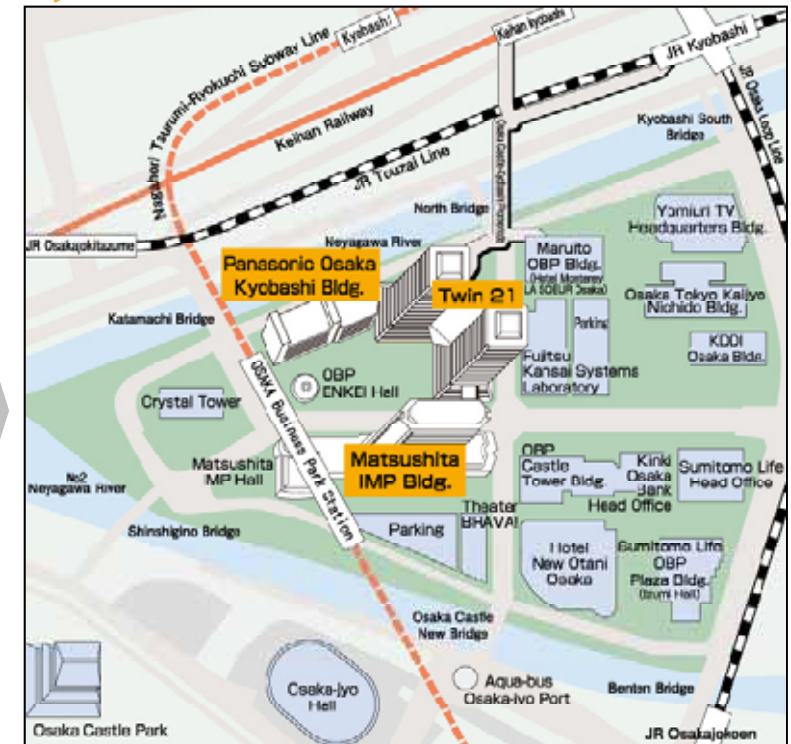 Kyobashi
Keihan kyobashi
JR Kyobashi
Nagahori Tsurumi-Ryokuchi Subway Line
Keihan Railway
JR Touzai Line
JR Osaka Loop Line
Kyobashi South
Bridge
North Bridge
JR Osakajokitazume
Neyagawa River
Yomiuri TV
Headquarters Bldg.
Panasonic Osaka
Kyobashi Bldg.
Maruito
OBP Bldg.
(Hotel Monterey
LA SOEUR Osaka)
Twin 21
Osaka Tokyo Kaijyo
Nichido Bldg.
Parking
Katamachi Bridge
KDDI
Osaka Bldg.
Fujitsu
Kansai Systems
Laboratory
OBP
ENKEI Hall
Crystal Tower
OSAKA Business Park Station
Matsushita
IMP Hall
Matsushita
IMP Bldg.
OBP
Castle
Tower Bldg.
Kinki
Osaka
Bank
Head Office
Sumitomo Life
Head Office
No2
Neyagawa River
Theater
BRAVA!
Shinshigino Bridge
Parking
Hotel
New Otani
Osaka
Sumitomo Life
OBP
Plaza Bldg.
(Izumi Hall)
Osaka Castle
New Bridge
Osaka-jyo
Hall
Aqua-bus
Osaka-jyo Port
Benten Bridge
Osaka Castle Park
JR Osakajokoen